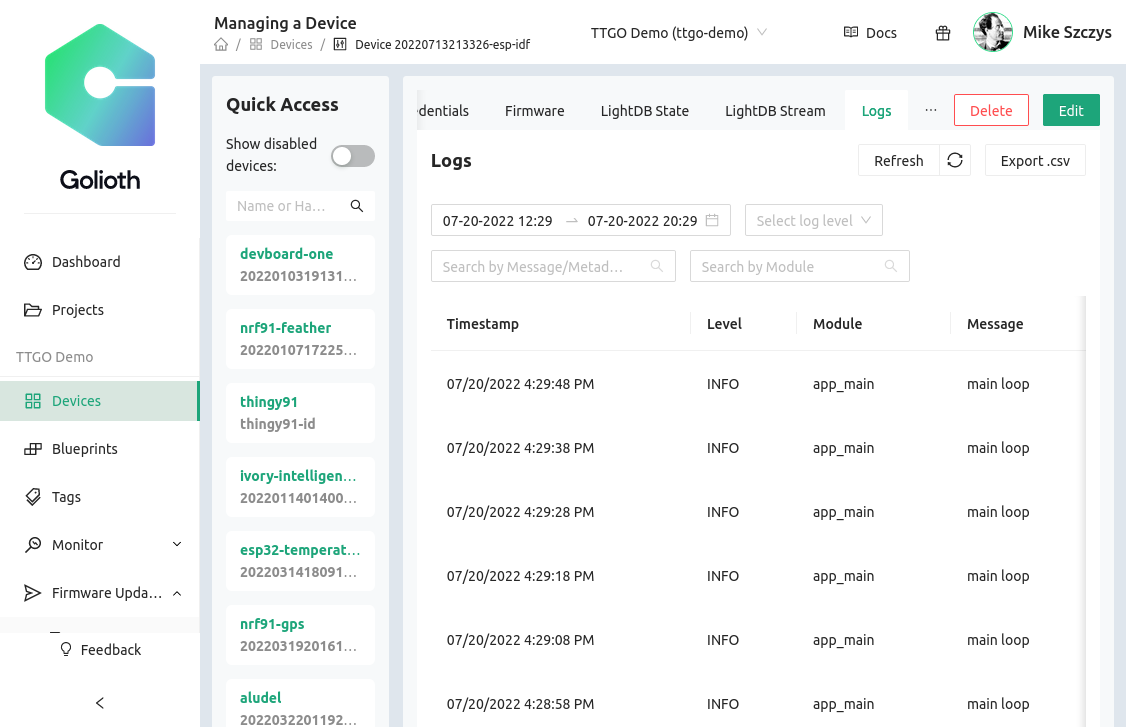 Golioth
Dashboard
Projects
TTGO Demo
Devices
Blueprints
Tags
Monitor
Firmware Upda...
Feedback
Managing a Device
/ Devices / Device 20220713213326-esp-idf
TTGO Demo (ttgo-demo)
Docs
Mike Szczys
Quick Access
Show disabled
devices:
Name or Ha...
devboard-one
2022010319131...
nrf91-feather
2022010717225...
thingy91
thingy91-id
ivory-intelligen...
2022011401400...
esp32-temperat...
2022031418091...
nrf91-gps
2022031920161...
aludel
2022032201192...
edentials Firmware LightDB State LightDB Stream Logs ... Delete Edit
Logs
Refresh
Export .csv
07-20-2022 12:29 → 07-20-2022 20:29
Select log level
Search by Message/Metad...
Search by Module
Timestamp Level Module Message
07/20/2022 4:29:48 PM INFO app_main main loop
07/20/2022 4:29:38 PM INFO app_main main loop
07/20/2022 4:29:28 PM INFO app_main main loop
07/20/2022 4:29:18 PM INFO app_main main loop
07/20/2022 4:29:08 PM INFO app_main main loop
07/20/2022 4:28:58 PM INFO app_main main loop